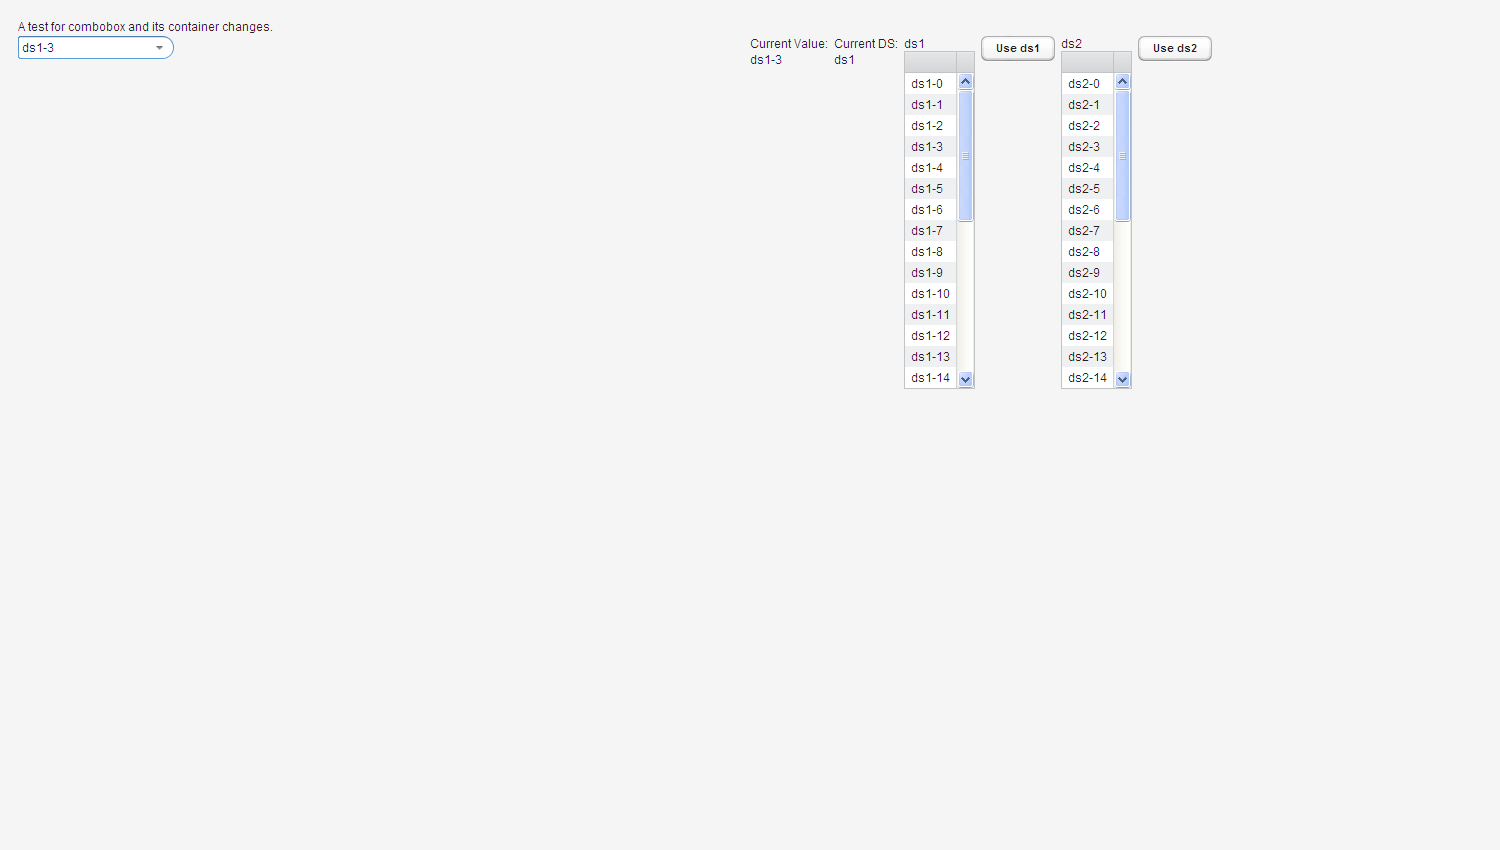 A test for combobox and its container changes.
ds1-3
Current Value:
ds1-3
Current DS:
ds1
ds1
ds1-0
ds1-1
ds1-2
ds1-3
ds1-4
ds1-5
ds1-6
ds1-7
ds1-8
ds1-9
ds1-10
ds1-11
ds1-12
ds1-13
ds1-14
Use ds1
ds2
ds2-0
ds2-1
ds2-2
ds2-3
ds2-4
ds2-5
ds2-6
ds2-7
ds2-8
ds2-9
ds2-10
ds2-11
ds2-12
ds2-13
ds2-14
Use ds2